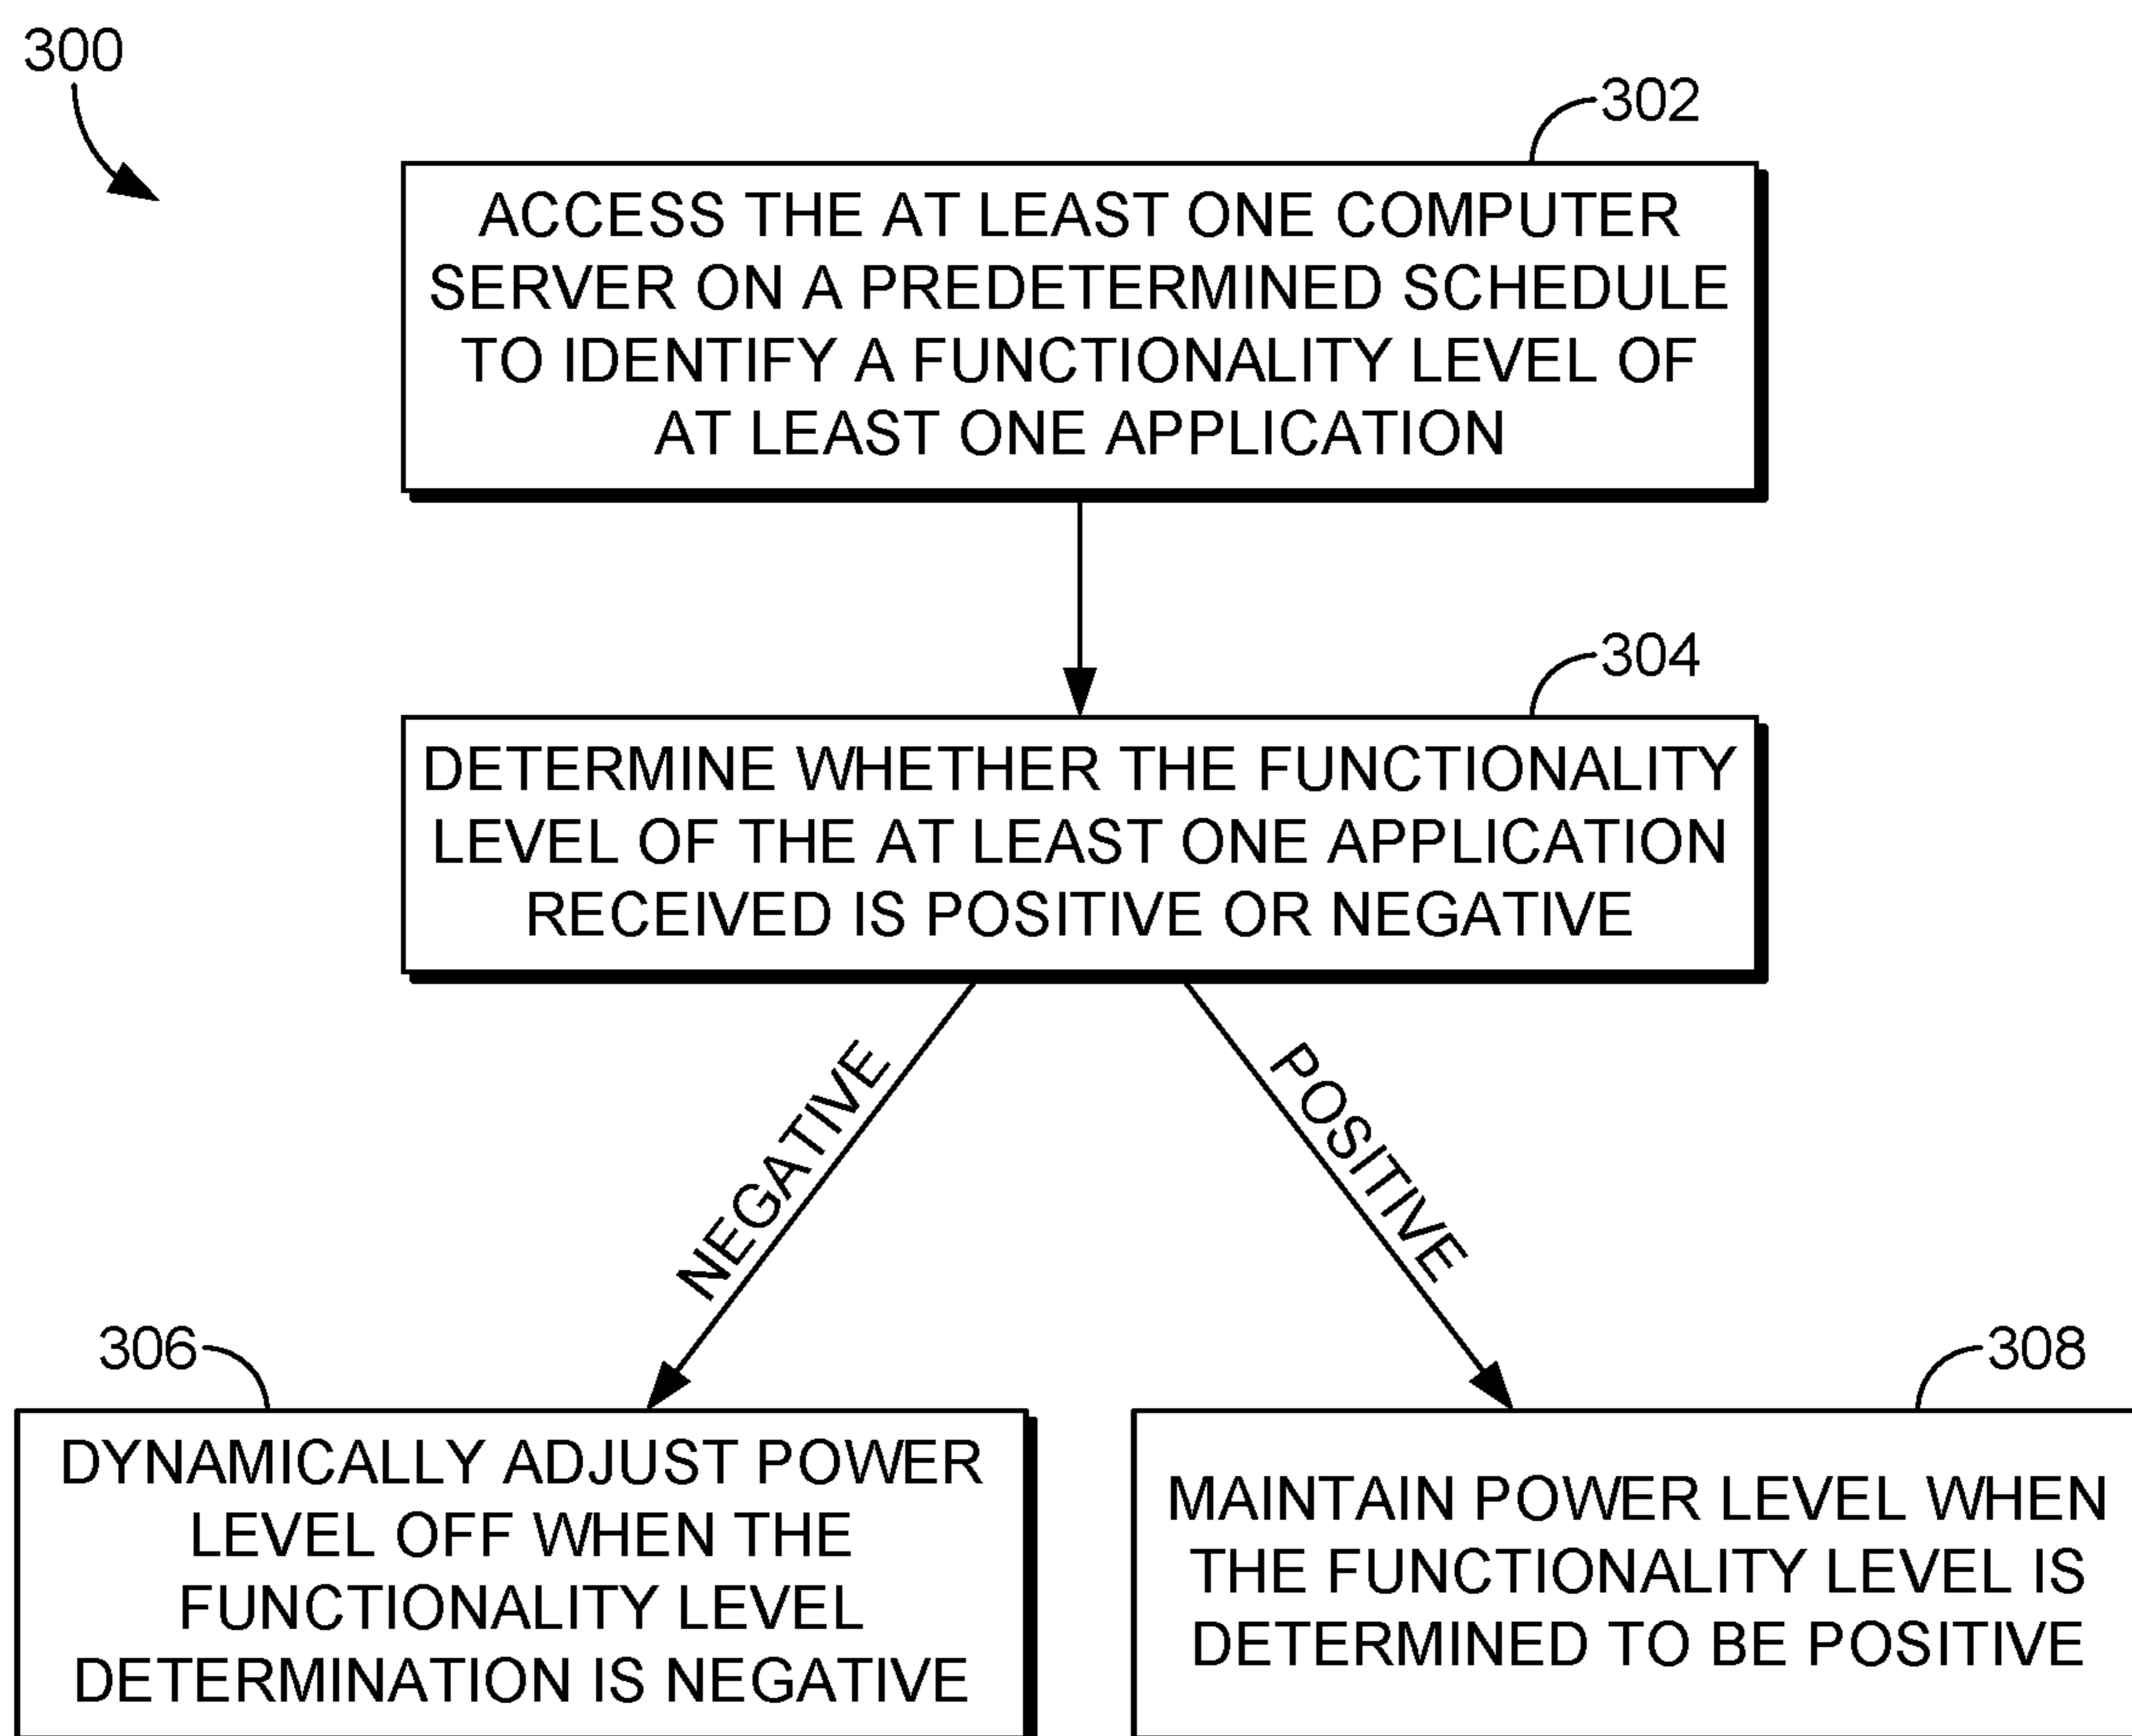 300
302
ACCESS THE AT LEAST ONE COMPUTER
SERVER ON A PREDETERMINED SCHEDULE
TO IDENTIFY A FUNCTIONALITY LEVEL OF
AT LEAST ONE APPLICATION
304
DETERMINE WHETHER THE FUNCTIONALITY
LEVEL OF THE AT LEAST ONE APPLICATION
RECEIVED IS POSITIVE OR NEGATIVE
NEGATIVE
POSITIVE
306
DYNAMICALLY ADJUST POWER
LEVEL OFF WHEN THE
FUNCTIONALITY LEVEL
DETERMINATION IS NEGATIVE
308
MAINTAIN POWER LEVEL WHEN
THE FUNCTIONALITY LEVEL IS
DETERMINED TO BE POSITIVE